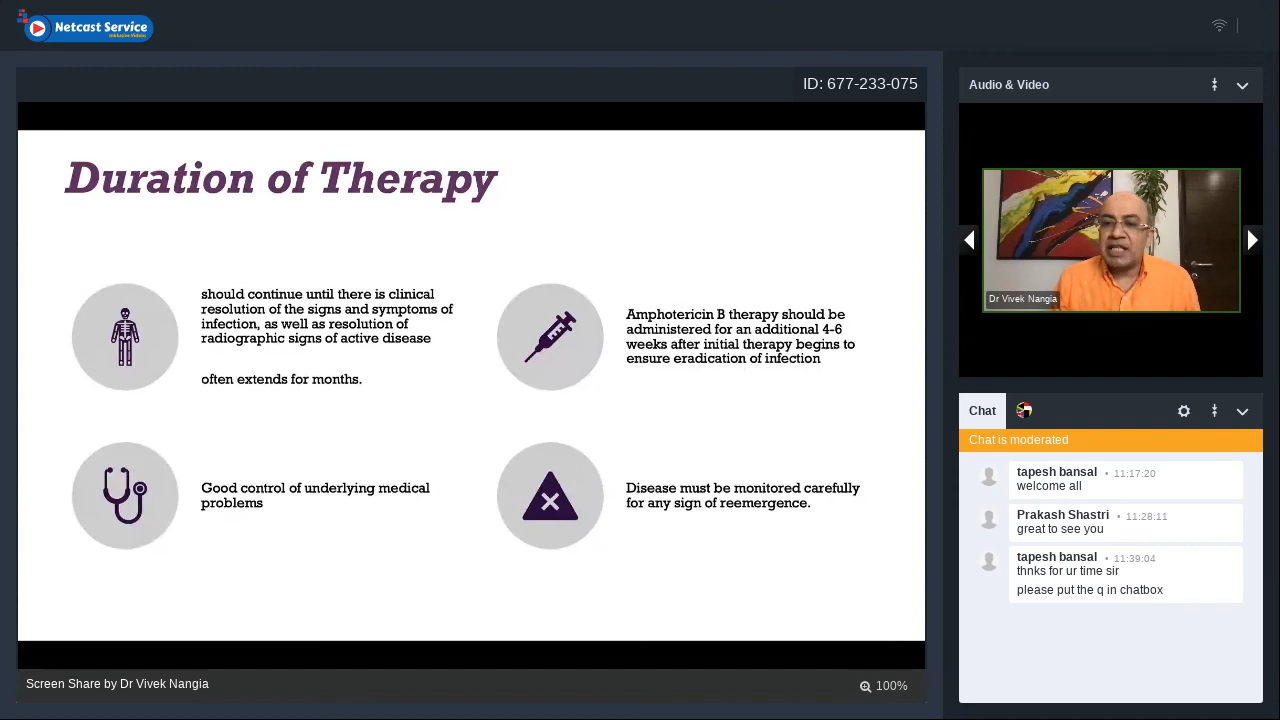 Netcast Service
Inklusive Videos
ID: 677-233-075
Duration of Therapy
should continue until there is clinical
resolution of the signs and symptoms of
infection, as well as resolution of
radiographic signs of active disease
often extends for months.
Amphotericin B therapy should be
administered for an additional 4-6
weeks after initial therapy begins to
ensure eradication of infection
Good control of underlying medical
problems
Disease must be monitored carefully
for any sign of reemergence.
Screen Share by Dr Vivek Nangia
100%
Audio & Video
Dr Vivek Nangia
Chat
Chat is moderated
tapesh bansal • 11:17:20
welcome all
Prakash Shastri • 11:28:11
great to see you
tapesh bansal • 11:39:04
thnks for ur time sir
please put the q in chatbox